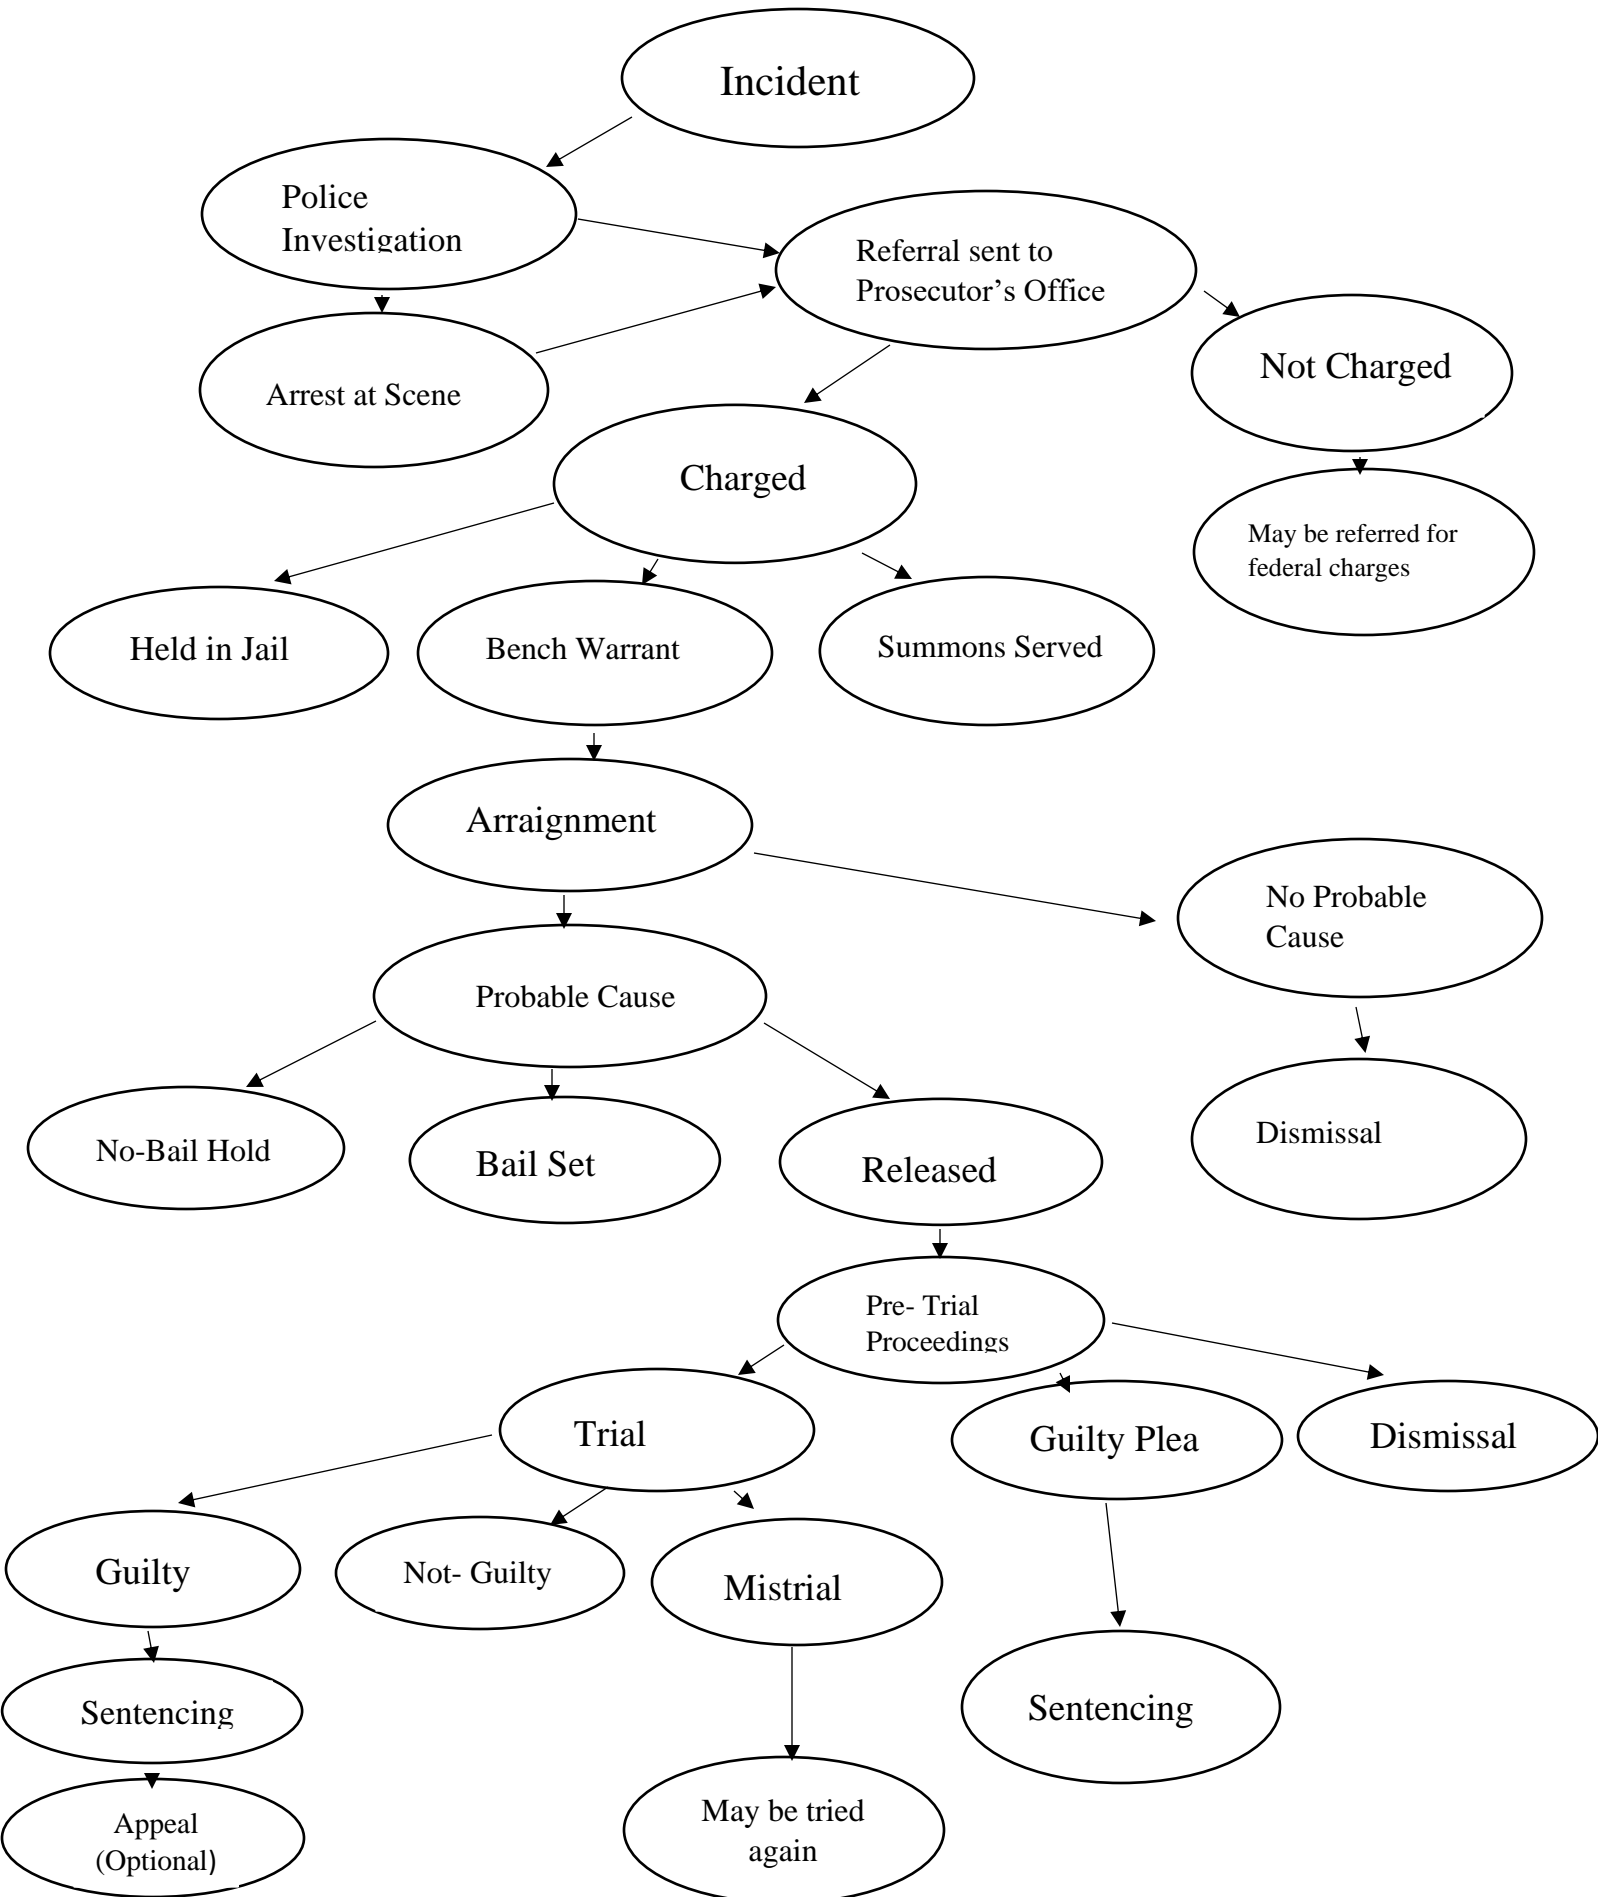 Incident
Police
Investigation
Referral sent to
Prosecutor's Office
Arrest at Scene
Not Charged
Charged
May be referred for
federal charges
Held in Jail
Bench Warrant
Summons Served
Arraignment
No Probable
Cause
Probable Cause
No-Bail Hold
Bail Set
Released
Dismissal
Pre- Trial
Proceedings
Trial
Guilty Plea
Dismissal
Guilty
Not- Guilty
Mistrial
Sentencing
Sentencing
Appeal
(Optional)
May be tried
again